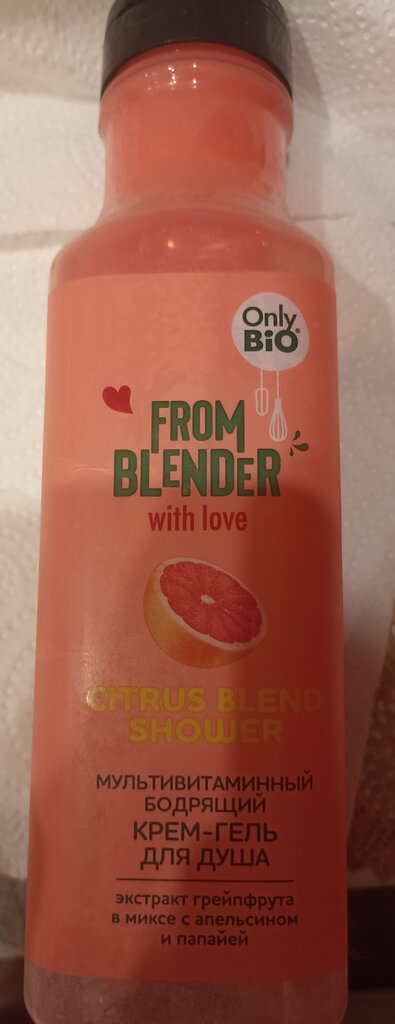 Only
BiO
FROM
BLENDER
with love
CITRUS BLEND
SHOWER
МУЛЬТИВИТАМИННЫЙ
БОДРЯЩИЙ
КРЕМ-ГЕЛЬ
ДЛЯ ДУША
экстракт грейпфрута
в миксе с апельсином
и папайей